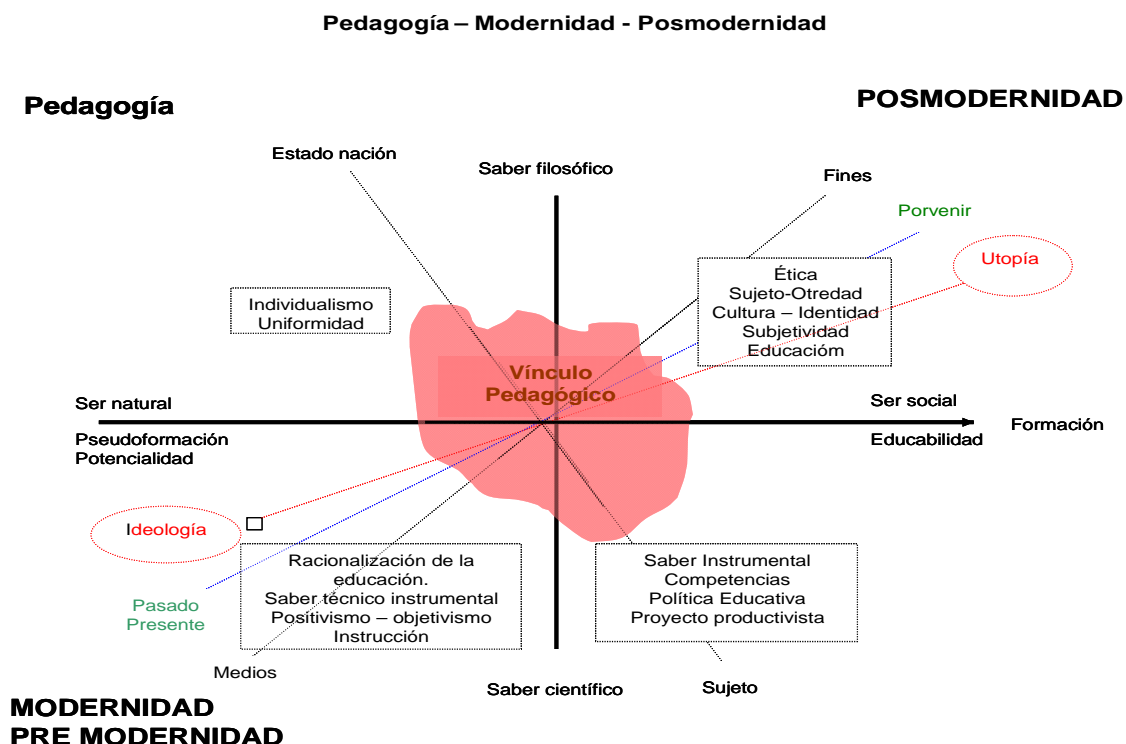 Pedagogía – Modernidad - Posmodernidad
Pedagogía
POSMODERNIDAD
Estado nación
Saber filosófico
Fines
Porvenir
Utopía
Ética
Sujeto-Otredad
Cultura – Identidad
Subjetividad
Educacióm
Individualismo
Uniformidad
Vínculo
Pedagógico
Ser natural
Ser social
Pseudoformación
Potencialidad
Educabilidad
Formación
Ideología
Racionalización de la
educación.
Saber técnico instrumental
Positivismo – objetivismo
Instrucción
Saber Instrumental
Competencias
Política Educativa
Proyecto productivista
Pasado
Presente
Medios
Saber científico
Sujeto
MODERNIDAD
PRE MODERNIDAD